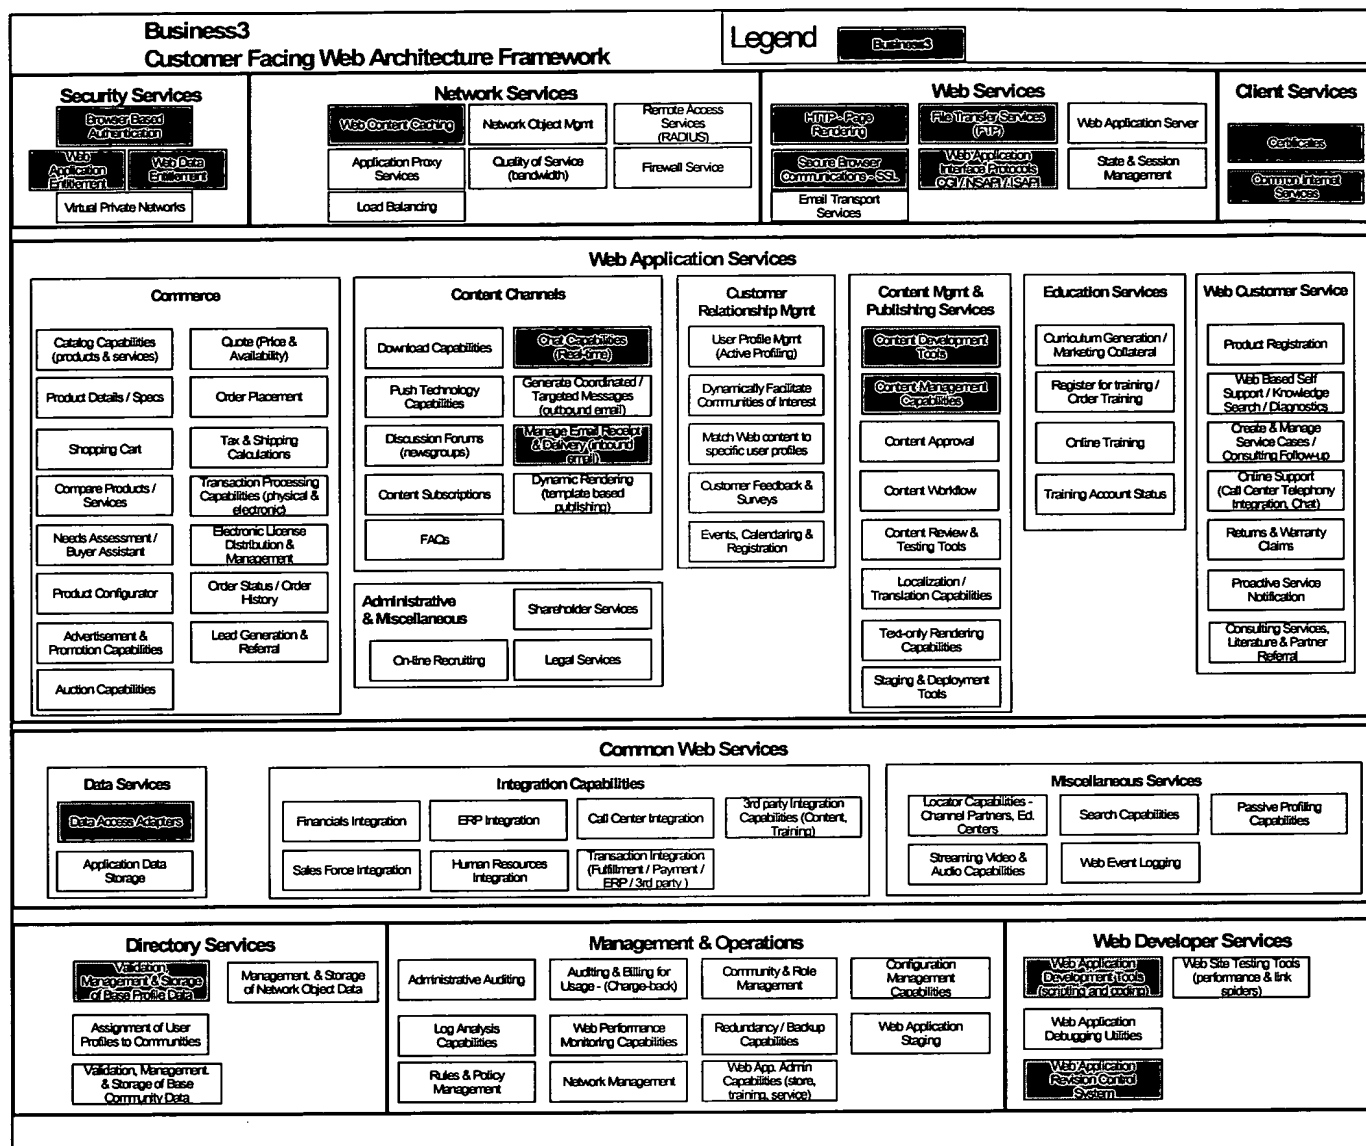 Business3
Customer Facing Web Architecture Framework
Legend
Business3
Security Services
Browser Based
Authentication
Web
Application
Entitlement
Web Data
Entitlement
Virtual Private Networks
Network Services
Web Content Caching
Network Object Mgmt
Remote Access
Services
(RADIUS)
Application Proxy
Services
Quality of Service
(bandwidth)
Firewall Service
Load Balancing
Web Services
HTTP - Page
Rendering
File Transfer Services
(FTP)
Web Application Server
Secure Browser
Communications - SSL
Web Application
Interface Protocols
CGI / NSAPI / ISAPI
State & Session
Management
Email Transport
Services
Client Services
Certificates
Common Internet
Services
Web Application Services
Commerce
Catalog Capabilities
(products & services)
Quote (Price &
Availability)
Product Details / Specs
Order Placement
Shopping Cart
Tax & Shipping
Calculations
Compare Products /
Services
Transaction Processing
Capabilities (physical &
electronic)
Needs Assessment /
Buyer Assistant
Electronic License
Distribution &
Management
Product Configurator
Order Status / Order
History
Advertisement &
Promotion Capabilities
Lead Generation &
Referral
Auction Capabilities
Content Channels
Download Capabilities
Chat Capabilities
(Real-time)
Push Technology
Capabilities
Generate Coordinated /
Targeted Messages
(outbound email)
Discussion Forums
(newsgroups)
Manage Email Receipt
& Delivery (inbound
email)
Content Subscriptions
Dynamic Rendering
(template based
publishing)
FAQs
Administrative
& Miscellaneous
Shareholder Services
On-line Recruiting
Legal Services
Customer
Relationship Mgmt
User Profile Mgmt
(Active Profiling)
Dynamically Facilitate
Communities of Interest
Match Web content to
specific user profiles
Customer Feedback &
Surveys
Events, Calendaring &
Registration
Content Mgmt &
Publishing Services
Content Development
Tools
Content Management
Capabilities
Content Approval
Content Workflow
Content Review &
Testing Tools
Localization /
Translation Capabilities
Text-only Rendering
Capabilities
Staging & Deployment
Tools
Education Services
Curriculum Generation /
Marketing Collateral
Register for training /
Order Training
Online Training
Training Account Status
Web Customer Service
Product Registration
Web Based Self
Support / Knowledge
Search / Diagnostics
Create & Manage
Service Cases /
Consulting Follow-up
Online Support
(Call Center Telephony
Integration, Chat)
Returns & Warranty
Claims
Proactive Service
Notification
Consulting Services,
Literature & Partner
Referral
Common Web Services
Data Services
Data Access Adapters
Application Data
Storage
Integration Capabilities
Financials Integration
ERP Integration
Call Center Integration
3rd party Integration
Capabilities (Content,
Training)
Sales Force Integration
Human Resources
Integration
Transaction Integration
(Fulfillment / Payment /
ERP / 3rd party )
Miscellaneous Services
Locator Capabilities -
Channel Partners, Ed.
Centers
Search Capabilities
Passive Profiling
Capabilities
Streaming Video &
Audio Capabilities
Web Event Logging
Directory Services
Validation,
Management & Storage
of Base Profile Data
Management. & Storage
of Network Object Data
Assignment of User
Profiles to Communities
Validation, Management.
& Storage of Base
Community Data
Management & Operations
Administrative Auditing
Auditing & Billing for
Usage - (Charge-back)
Community & Role
Management
Configuration
Management
Capabilities
Log Analysis
Capabilities
Web Performance
Monitoring Capabilities
Redundancy / Backup
Capabilities
Web Application
Staging
Rules & Policy
Management
Network Management
Web App. Admin
Capabilities (store,
training, service)
Web Developer Services
Web Application
Development Tools
(scripting and coding)
Web Site Testing Tools
(performance & link
spiders)
Web Application
Debugging Utilities
Web Application
Revision Control
System